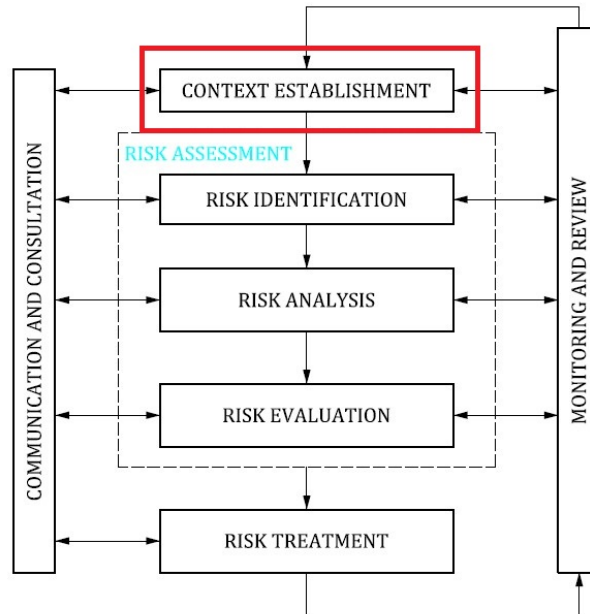 CONTEXT ESTABLISHMENT
RISK ASSESSMENT
RISK IDENTIFICATION
RISK ANALYSIS
RISK EVALUATION
RISK TREATMENT
COMMUNICATION AND CONSULTATION
MONITORING AND REVIEW